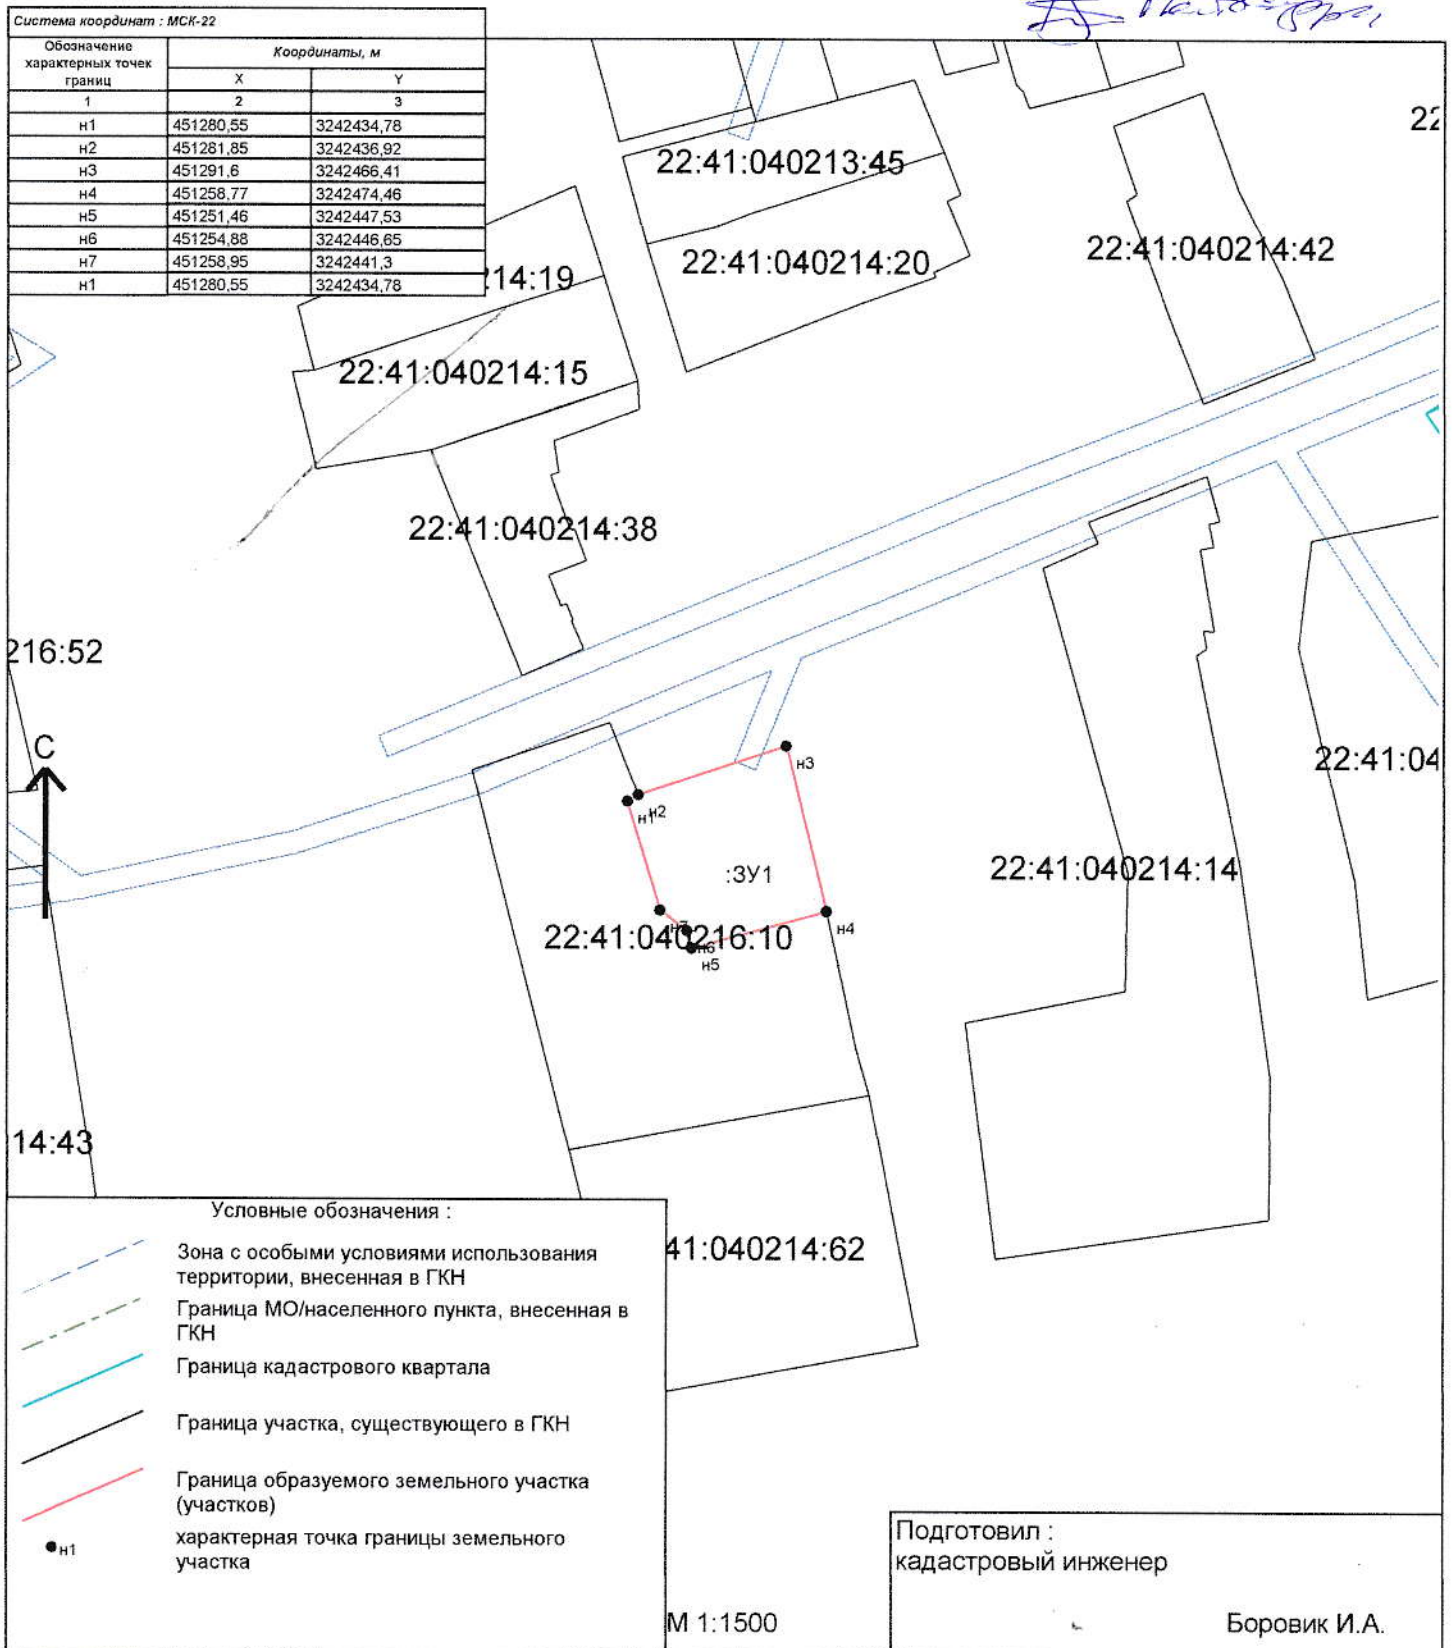 Система координат : МСК-22
Обозначение характерных точек границ
Координаты, м
X Y
1 2 3
н1 451280,55 3242434,78
н2 451281,85 3242436,92
н3 451291,6 3242466,41
н4 451258,77 3242474,46
н5 451251,46 3242447,53
н6 451254,88 3242446,65
н7 451258,95 3242441,3
н1 451280,55 3242434,78
22
22:41:040213:45
22:41:040214:42
22:41:040214:20
14:19
22:41:040214:15
22:41:040214:38
216:52
С
н3
22:41:04
н1
н2
:ЗУ1
22:41:040214:14
н7
н4
22:41:040216:10
н6
н5
14:43
41:040214:62
Условные обозначения :
Зона с особыми условиями использования
территории, внесенная в ГКН
Граница МО/населенного пункта, внесенная в
ГКН
Граница кадастрового квартала
Граница участка, существующего в ГКН
Граница образуемого земельного участка
(участков)
н1
характерная точка границы земельного
участка
М 1:1500
Подготовил :
кадастровый инженер
Боровик И.А.